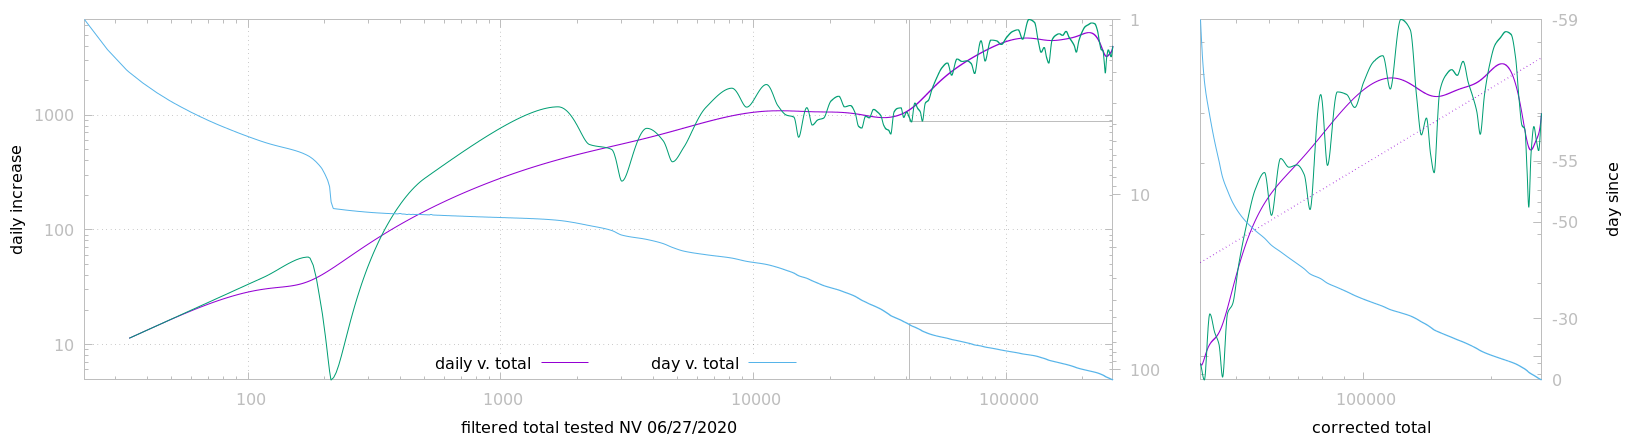 1000
100
10
daily increase
100
1000
10000
100000
filtered total tested NV 06/27/2020
daily v. total
day v. total
1
10
100
100000
corrected total
-59
-55
-50
-30
0
day since